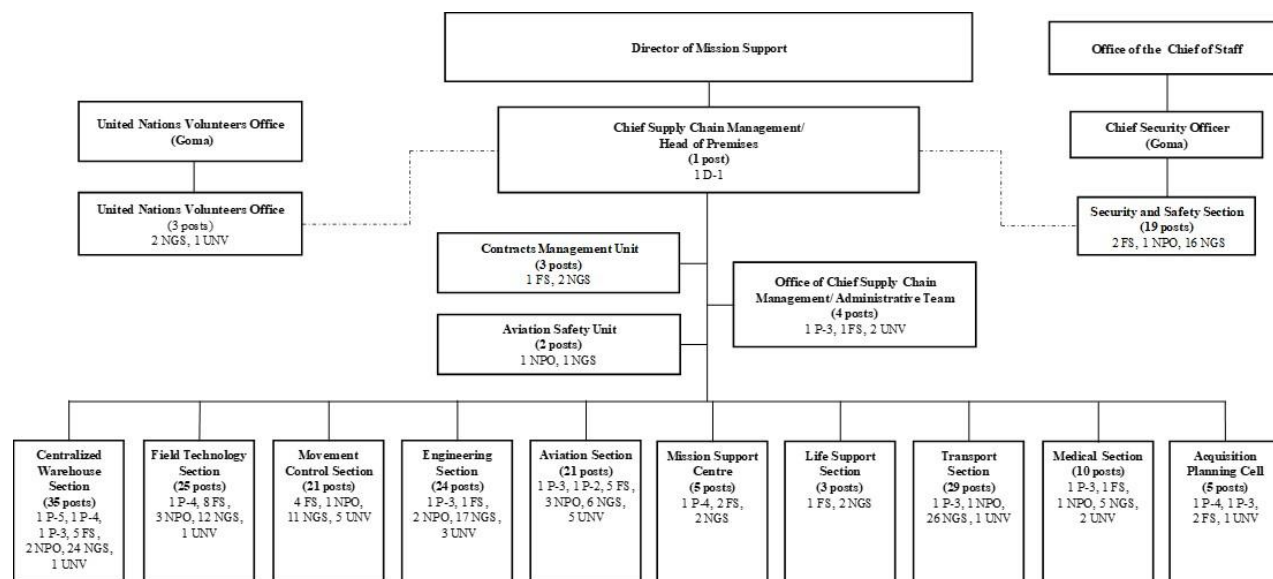 Director of Mission Support
Office of the Chief of Staff
United Nations Volunteers Office
(Goma)
Chief Supply Chain Management/
Head of Premises
(1 post)
1 D-1
Chief Security Officer
(Goma)
United Nations Volunteers Office
(3 posts)
2 NGS, 1 UNV
Security and Safety Section
(19 posts)
2 FS, 1 NPO, 16 NGS
Contracts Management Unit
(3 posts)
1 FS, 2 NGS
Office of Chief Supply Chain
Management/ Administrative Team
(4 posts)
1 P-3, 1 FS, 2 UNV
Aviation Safety Unit
(2 posts)
1 NPO, 1 NGS
Centralized
Warehouse
Section
(35 posts)
1 P-5, 1 P-4,
1 P-3, 5 FS,
2 NPO, 24 NGS,
1 UNV
Field Technology
Section
(25 posts)
1 P-4, 8 FS,
3 NPO, 12 NGS,
1 UNV
Movement
Control Section
(21 posts)
4 FS, 1 NPO,
11 NGS, 5 UNV
Engineering
Section
(24 posts)
1 P-3, 1 FS,
2 NPO, 17 NGS,
3 UNV
Aviation Section
(21 posts)
1 P-3, 1 P-2, 5 FS,
3 NPO, 6 NGS,
5 UNV
Mission Support
Centre
(5 posts)
1 P-4, 2 FS,
2 NGS
Life Support
Section
(3 posts)
1 FS, 2 NGS
Transport
Section
(29 posts)
1 P-3, 1 NPO,
26 NGS, 1 UNV
Medical Section
(10 posts)
1 P-3, 1 FS,
1 NPO, 5 NGS,
2 UNV
Acquisition
Planning Cell
(5 posts)
1 P-4, 1 P-3,
2 FS, 1 UNV